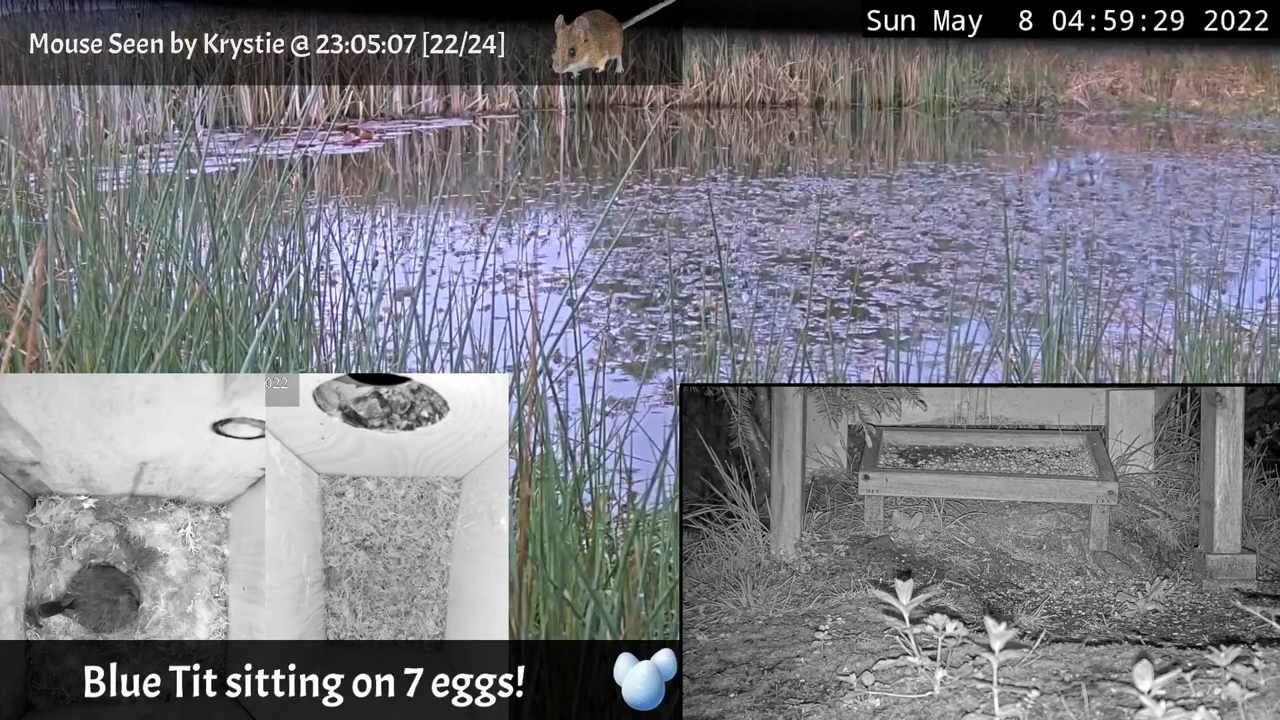 Mouse Seen by Krystie @ 23:05:07 [22/24]
Sun May 8 04:59:29 2022
022
Blue Tit sitting on 7 eggs!